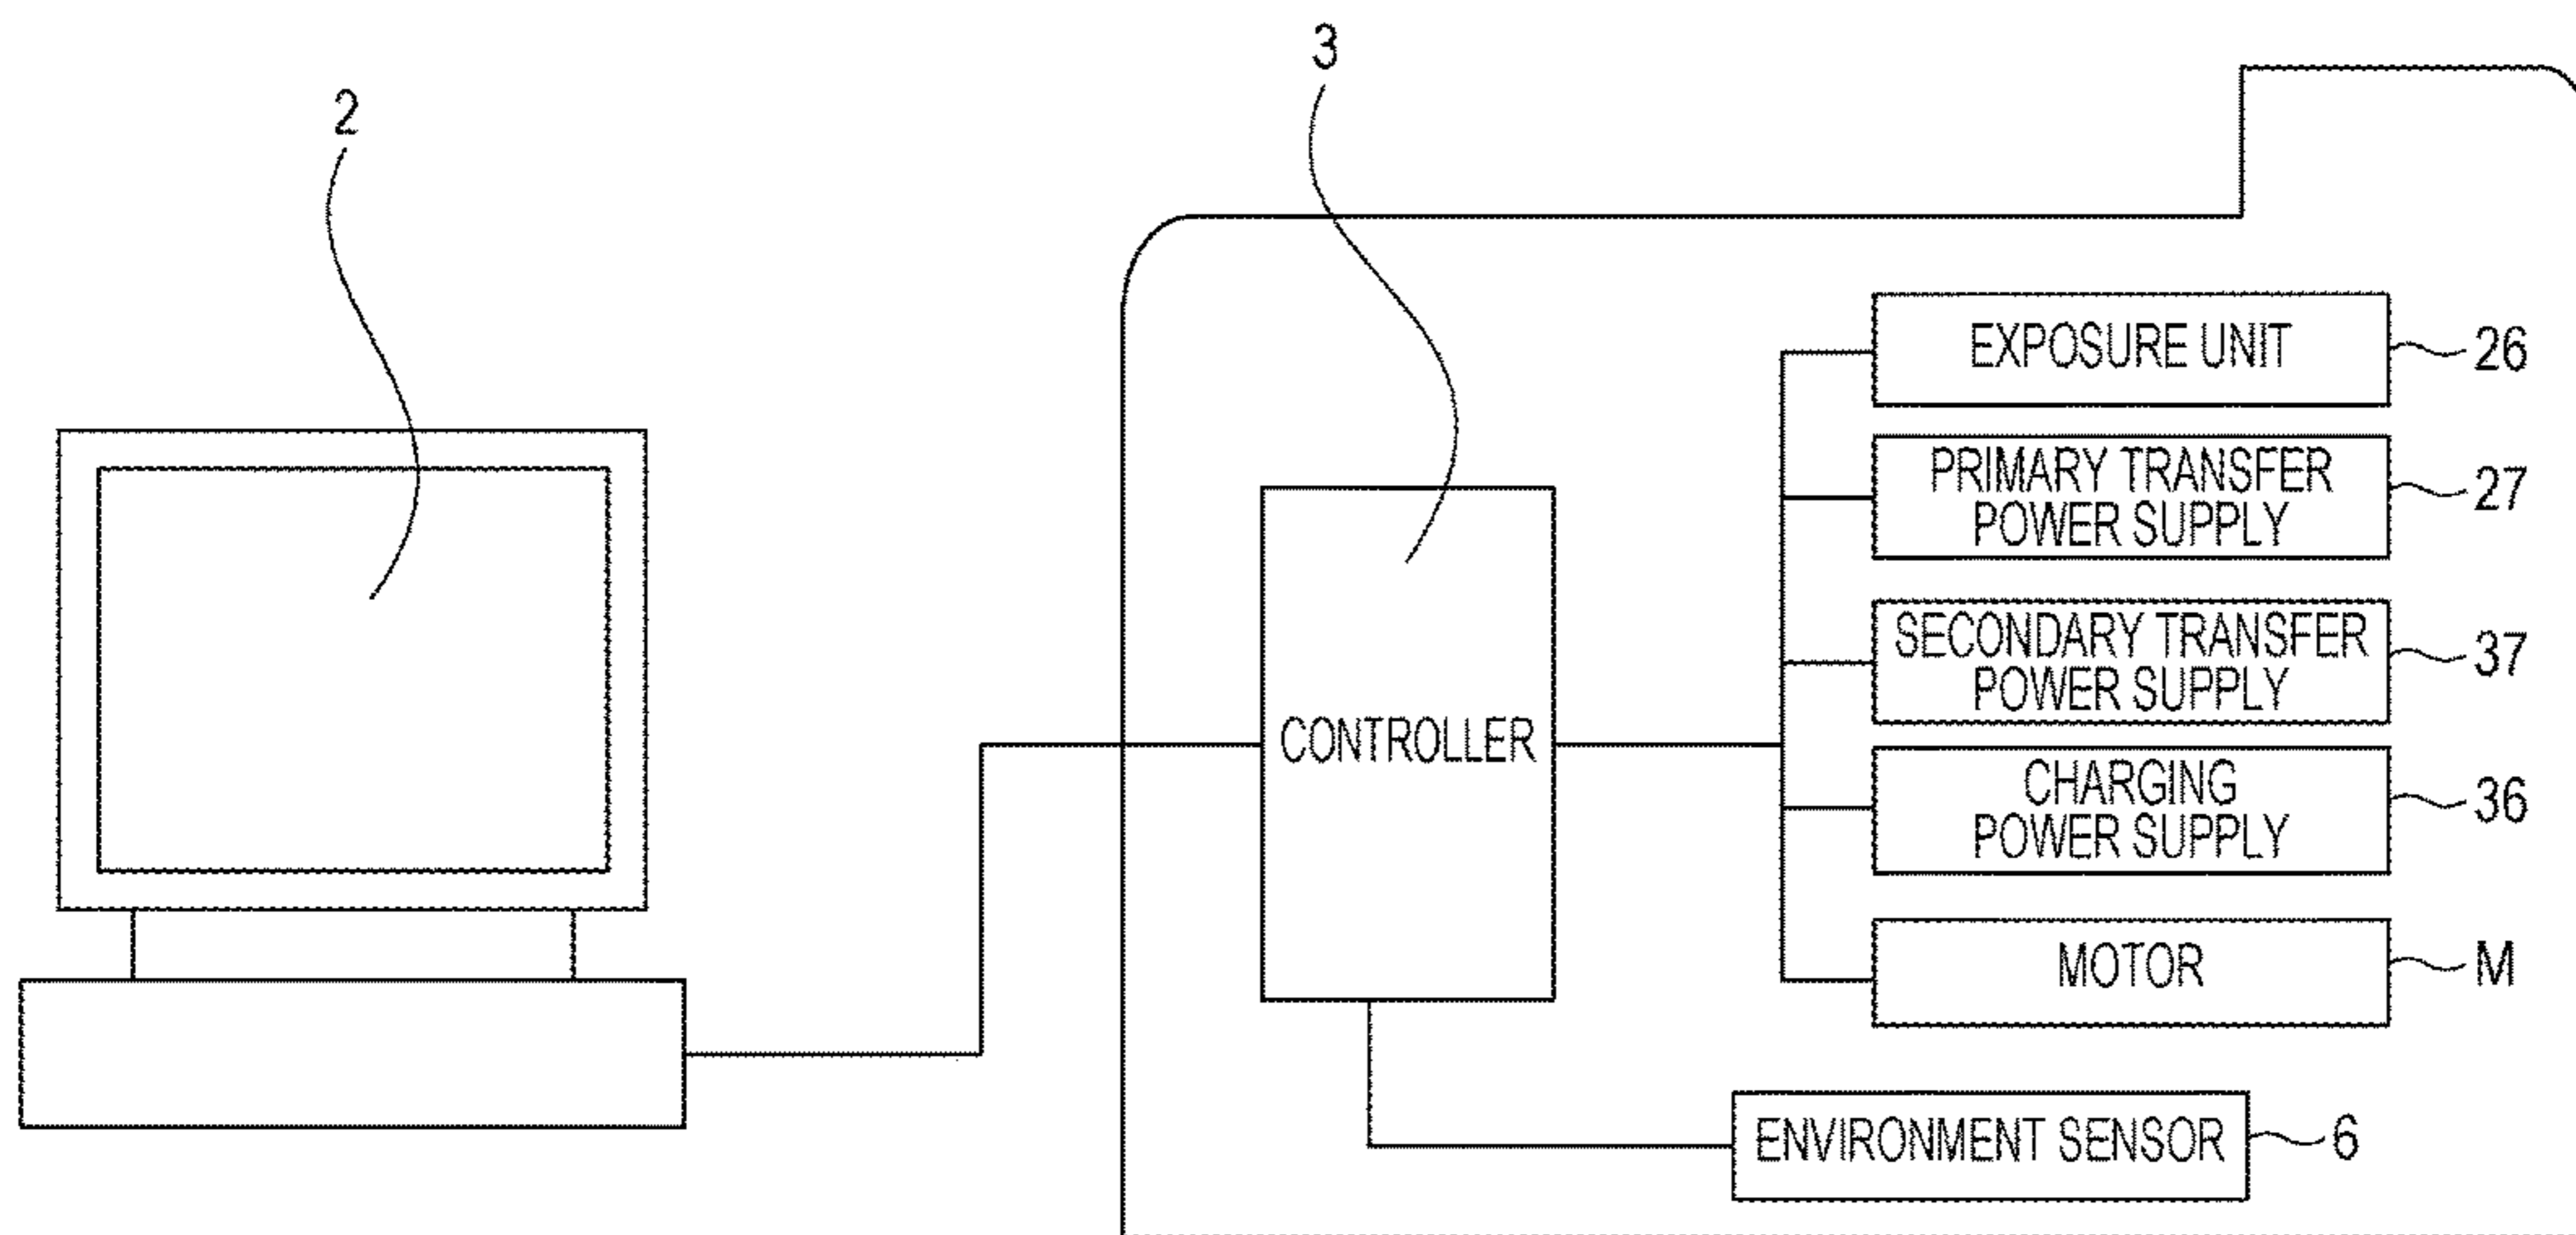 3
2
EXPOSURE UNIT
26
PRIMARY TRANSFER
POWER SUPPLY
27
SECONDARY TRANSFER
POWER SUPPLY
37
CONTROLLER
CHARGING
POWER SUPPLY
36
MOTOR
M
ENVIRONMENT SENSOR
6